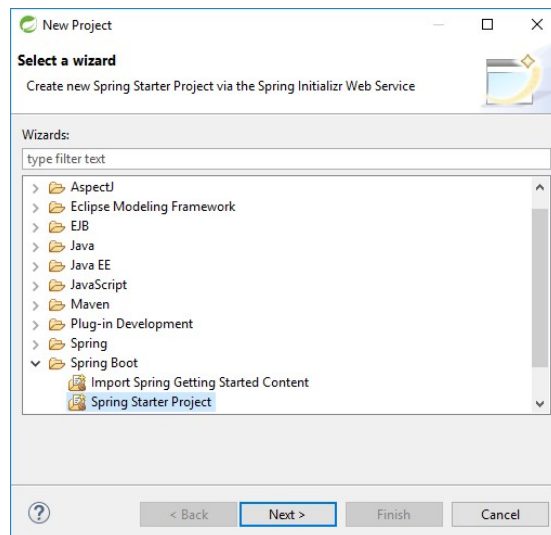 New Project
Select a wizard
Create new Spring Starter Project via the Spring Initializr Web Service
Wizards:
type filter text
AspectJ
Eclipse Modeling Framework
EJB
Java
Java EE
JavaScript
Maven
Plug-in Development
Spring
Spring Boot
Import Spring Getting Started Content
Spring Starter Project
? < Back Next > Finish Cancel